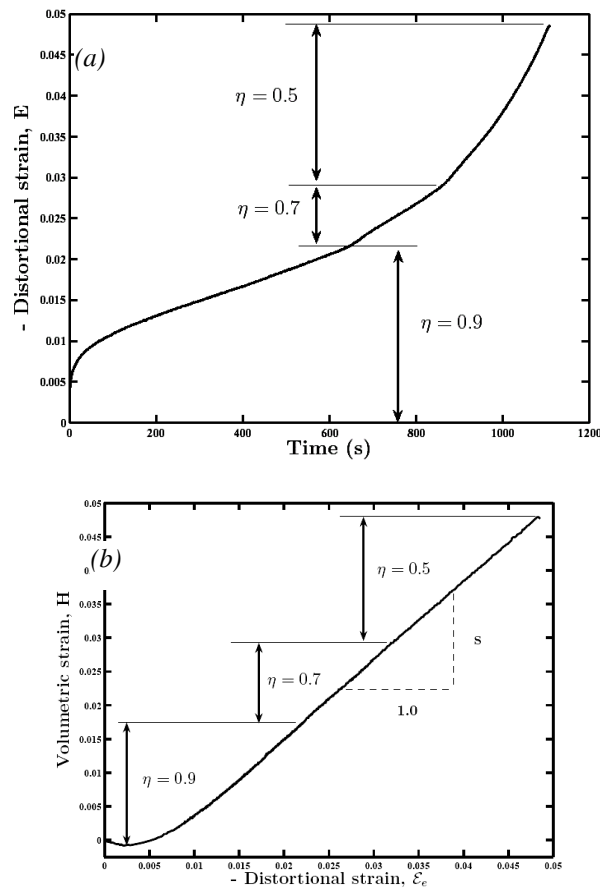 0.05
(a)
0.045
0.04
η = 0.5
0.035
0.03
η = 0.7
0.025
0.02
0.015
η = 0.9
0.01
0.005
0
- Distortional strain, E
0 200 400 600 800 1000 1200
Time (s)
0.05
0.045
(b)
0
0.035
0.03
0.025
0.02
0.015
0.01
0.005
0
Volumetric strain, H
η = 0.5
η = 0.7
η = 0.9
s
1.0
0 0.005 0.01 0.015 0.02 0.025 0.03 0.035 0.04 0.045 0.05
- Distortional strain, ℰₑ